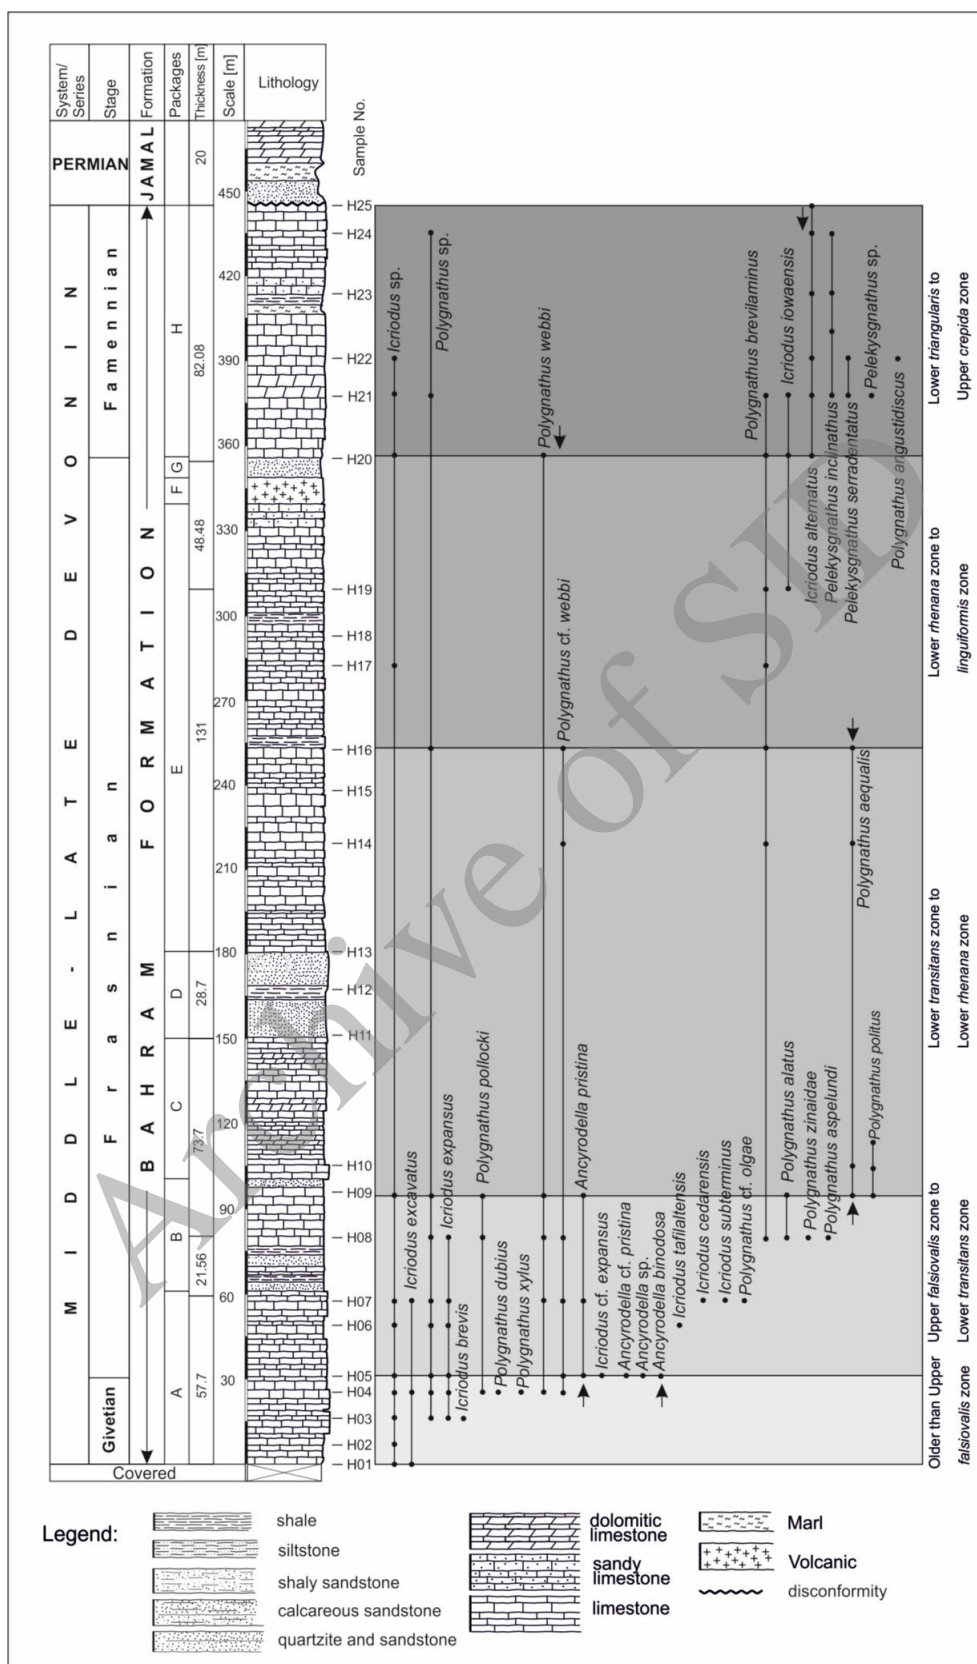 System/
Series
Stage
Formation
Packages
Thickness [m]
Scale [m]
Lithology
Sample No.
PERMIAN
JAMAL
20
450
MIDDLE-LATE DEVONININ
Famennian
Frasnian
Givetian
BAHRAM FORMATION
H
G
F
E
D
C
B
A
82.08
48.48
131
28.7
73.7
21.56
57.7
420
390
360
330
300
270
240
210
180
150
120
90
60
30
Covered
H25
H24
H23
H22
H21
H20
H19
H18
H17
H16
H15
H14
H13
H12
H11
H10
H09
H08
H07
H06
H05
H04
H03
H02
H01
Icriodus sp.
Icriodus excavatus
Polygnathus sp.
Icriodus expansus
Icriodus brevis
Polygnathus pollocki
Polygnathus dubius
Polygnathus xylus
Polygnathus webbi
Polygnathus cf. webbi
Ancyrodella pristina
Icriodus cf. expansus
Ancyrodella cf. pristina
Ancyrodella sp.
Ancyrodella binodosa
Icriodus tafilaltensis
Icriodus cedarensis
Icriodus subterminus
Polygnathus cf. olgae
Polygnathus brevilaminus
Polygnathus alatus
Icriodus iowaensis
Polygnathus zinaidae
Polygnathus aspelundi
Icriodus alternatus
Pelekysgnathus inclinathus
Pelekysgnathus serradentatus
Polygnathus aequalis
Polygnathus politus
Pelekysgnathus sp.
Polygnathus angustidiscus
Lower triangularis to
Upper crepida zone
Lower rhenana zone to
linguiformis zone
Lower transitans zone to
Lower rhenana zone
Upper falsiovalis zone to
Lower transitans zone
Older than Upper
falsiovalis zone
Archive of SID
Legend:
shale
siltstone
shaly sandstone
calcareous sandstone
quartzite and sandstone
dolomitic
limestone
sandy
limestone
limestone
Marl
Volcanic
disconformity